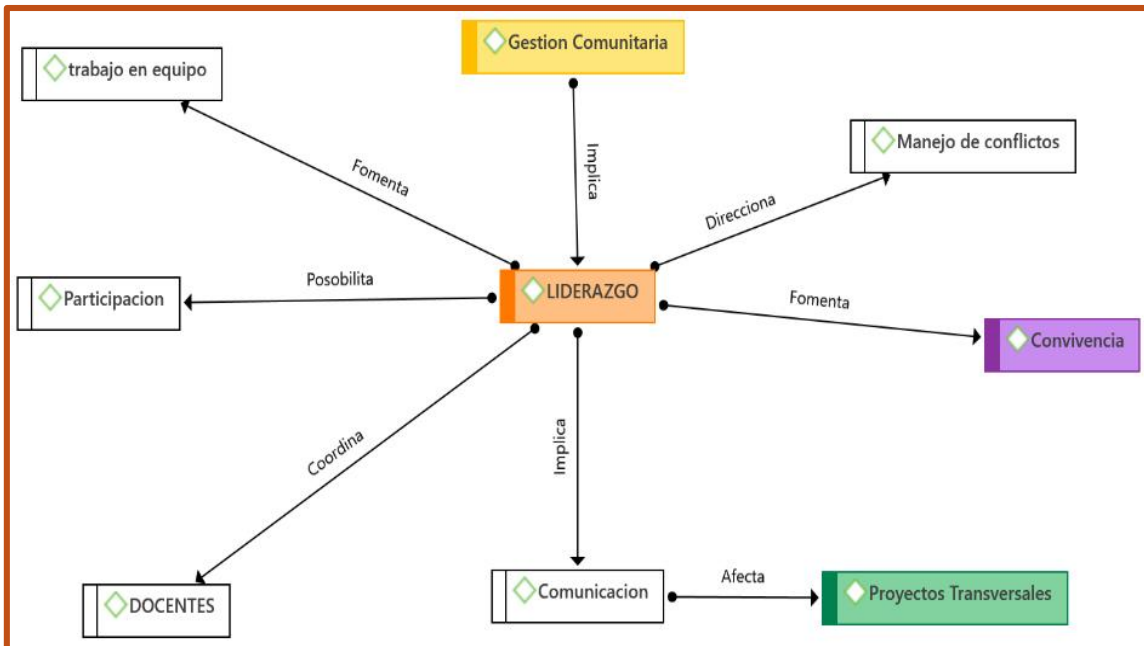 Gestion Comunitaria
trabajo en equipo
Manejo de conflictos
Implica
Fomenta
Direcciona
LIDERAZGO
Participacion
Posobilita
Fomenta
Convivencia
Coordina
Implica
DOCENTES
Comunicacion
Afecta
Proyectos Transversales